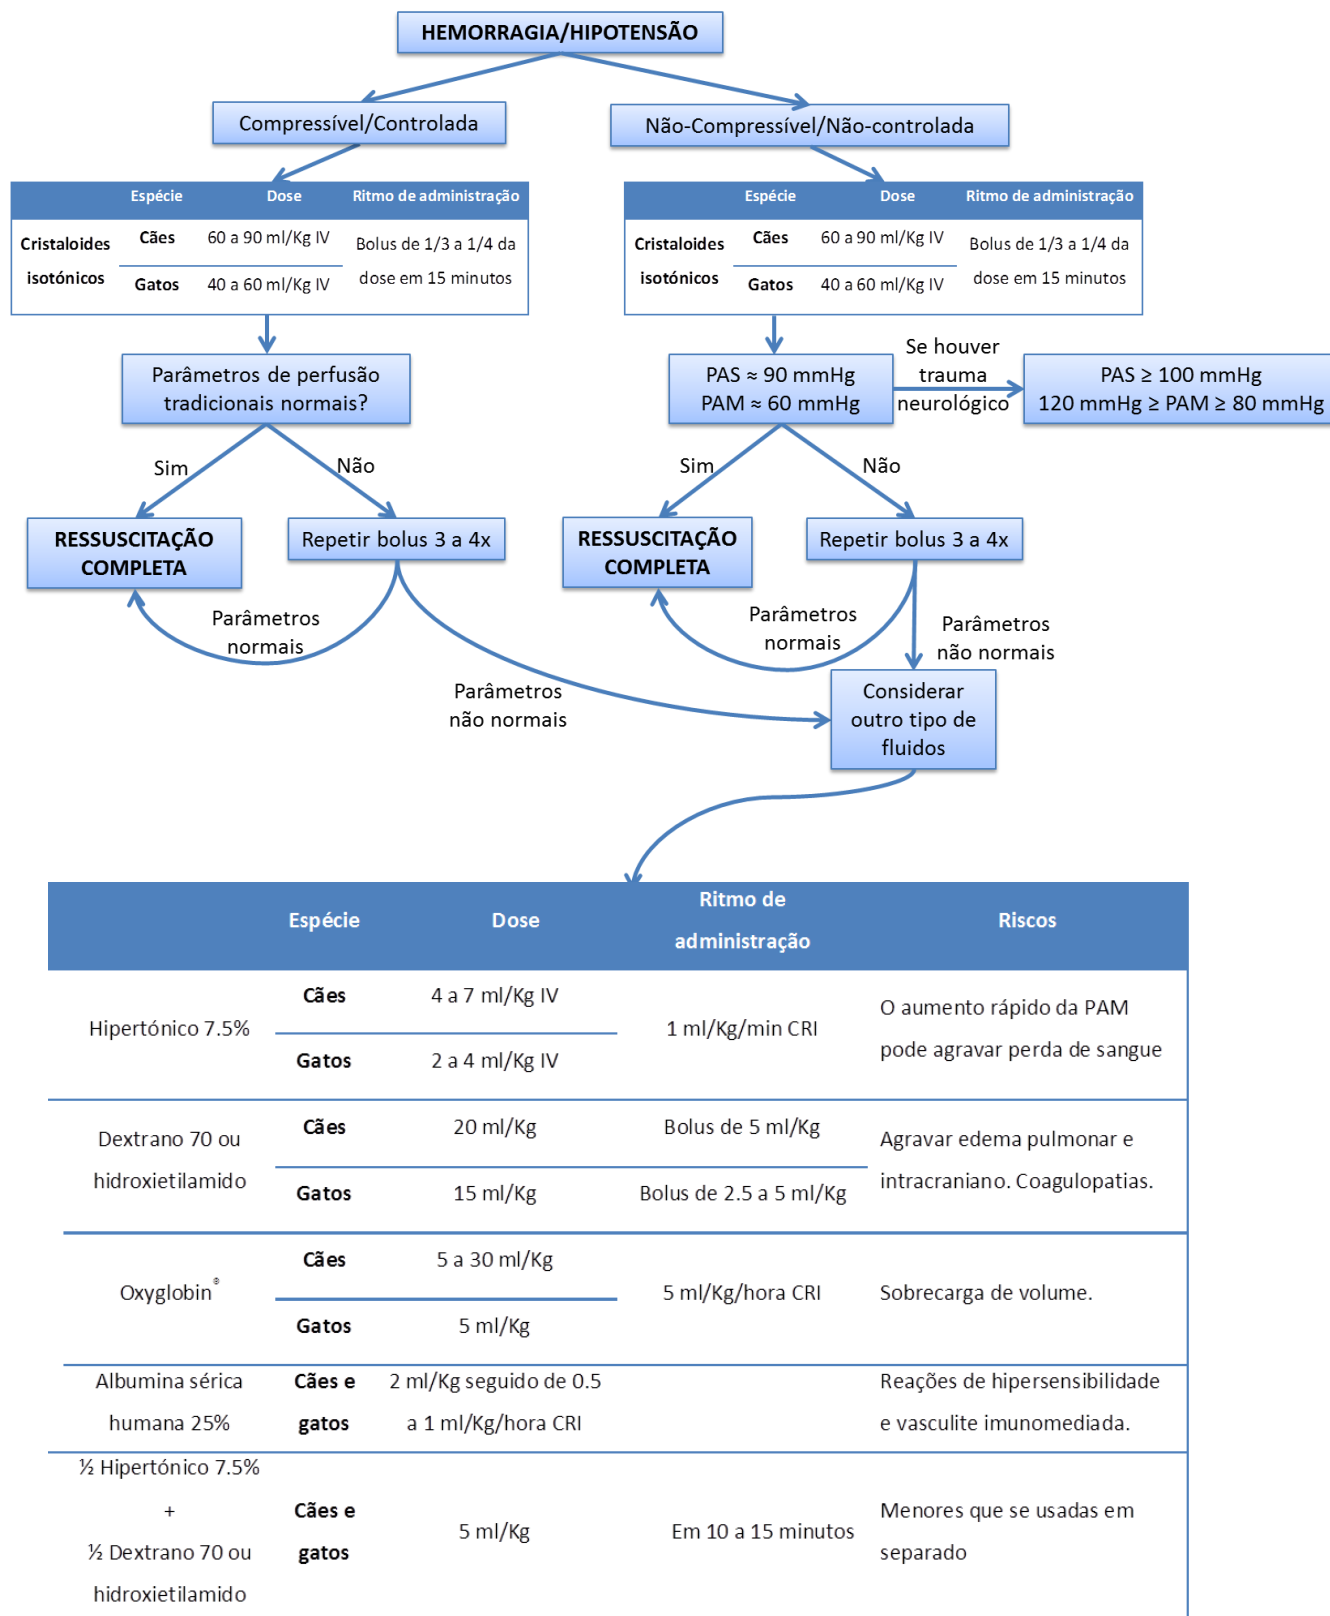 HEMORRAGIA/HIPOTENSÃO
Compressível/Controlada
Não-Compressível/Não-controlada
Espécie Dose Ritmo de administração
Cristaloides isotónicos
Cães 60 a 90 ml/Kg IV
Gatos 40 a 60 ml/Kg IV
Bolus de 1/3 a 1/4 da
dose em 15 minutos
Espécie Dose Ritmo de administração
Cristaloides isotónicos
Cães 60 a 90 ml/Kg IV
Gatos 40 a 60 ml/Kg IV
Bolus de 1/3 a 1/4 da
dose em 15 minutos
Parâmetros de perfusão
tradicionais normais?
PAS ≈ 90 mmHg
PAM ≈ 60 mmHg
Se houver
trauma
neurológico
PAS ≥ 100 mmHg
120 mmHg ≥ PAM ≥ 80 mmHg
Sim
Não
Sim
Não
RESSUSCITAÇÃO
COMPLETA
Repetir bolus 3 a 4x
RESSUSCITAÇÃO
COMPLETA
Repetir bolus 3 a 4x
Parâmetros
normais
Parâmetros
não normais
Parâmetros
normais
Parâmetros
não normais
Considerar
outro tipo de
fluidos
Espécie Dose Ritmo de
administração
Riscos
Hipertónico 7.5%
Cães 4 a 7 ml/Kg IV
Gatos 2 a 4 ml/Kg IV
1 ml/Kg/min CRI
O aumento rápido da PAM
pode agravar perda de sangue
Dextrano 70 ou
hidroxietilamido
Cães 20 ml/Kg Bolus de 5 ml/Kg
Gatos 15 ml/Kg Bolus de 2.5 a 5 ml/Kg
Agravar edema pulmonar e
intracraniano. Coagulopatias.
Oxyglobin®
Cães 5 a 30 ml/Kg
Gatos 5 ml/Kg
5 ml/Kg/hora CRI
Sobrecarga de volume.
Albumina sérica
humana 25%
Cães e
gatos
2 ml/Kg seguido de 0.5
a 1 ml/Kg/hora CRI
Reações de hipersensibilidade
e vasculite imunomediada.
½ Hipertónico 7.5%
+
½ Dextrano 70 ou
hidroxietilamido
Cães e
gatos
5 ml/Kg
Em 10 a 15 minutos
Menores que se usadas em
separado